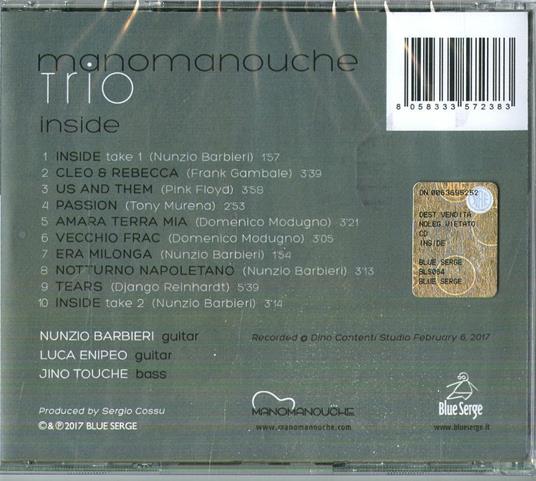 manomanouche
Trio
inside
8 058333 572383
1 INSIDE take 1 (Nunzio Barbieri) 1'57
2 CLEO & REBECCA (Frank Gambale) 3'39
3 US AND THEM (Pink Floyd) 3'58
4 PASSION (Tony Murena) 2'53
5 AMARA TERRA MIA (Domenico Modugno) 3'21
6 VECCHIO FRAC (Domenico Modugno) 3'05
7 ERA MILONGA (Nunzio Barbieri) 1'54
8 NOTTURNO NAPOLETANO (Nunzio Barbieri) 3'13
9 TEARS (Django Reinhardt) 5'39
10 INSIDE take 2 (Nunzio Barbieri) 3'14
DN 0063695252
DEST.VENDITA
NOLEG.VIETATO
CD
INSIDE
BLUE SERGE
BLS064
BLUE SERGE
NUNZIO BARBIERI guitar
LUCA ENIPEO guitar
JINO TOUCHE bass
Recorded @ Dino Contenti Studio February 6, 2017
Produced by Sergio Cossu
©&℗2017 BLUE SERGE
MANOMANOUCHE
www.manomanouche.com
Blue Serge
www.blueserge.it